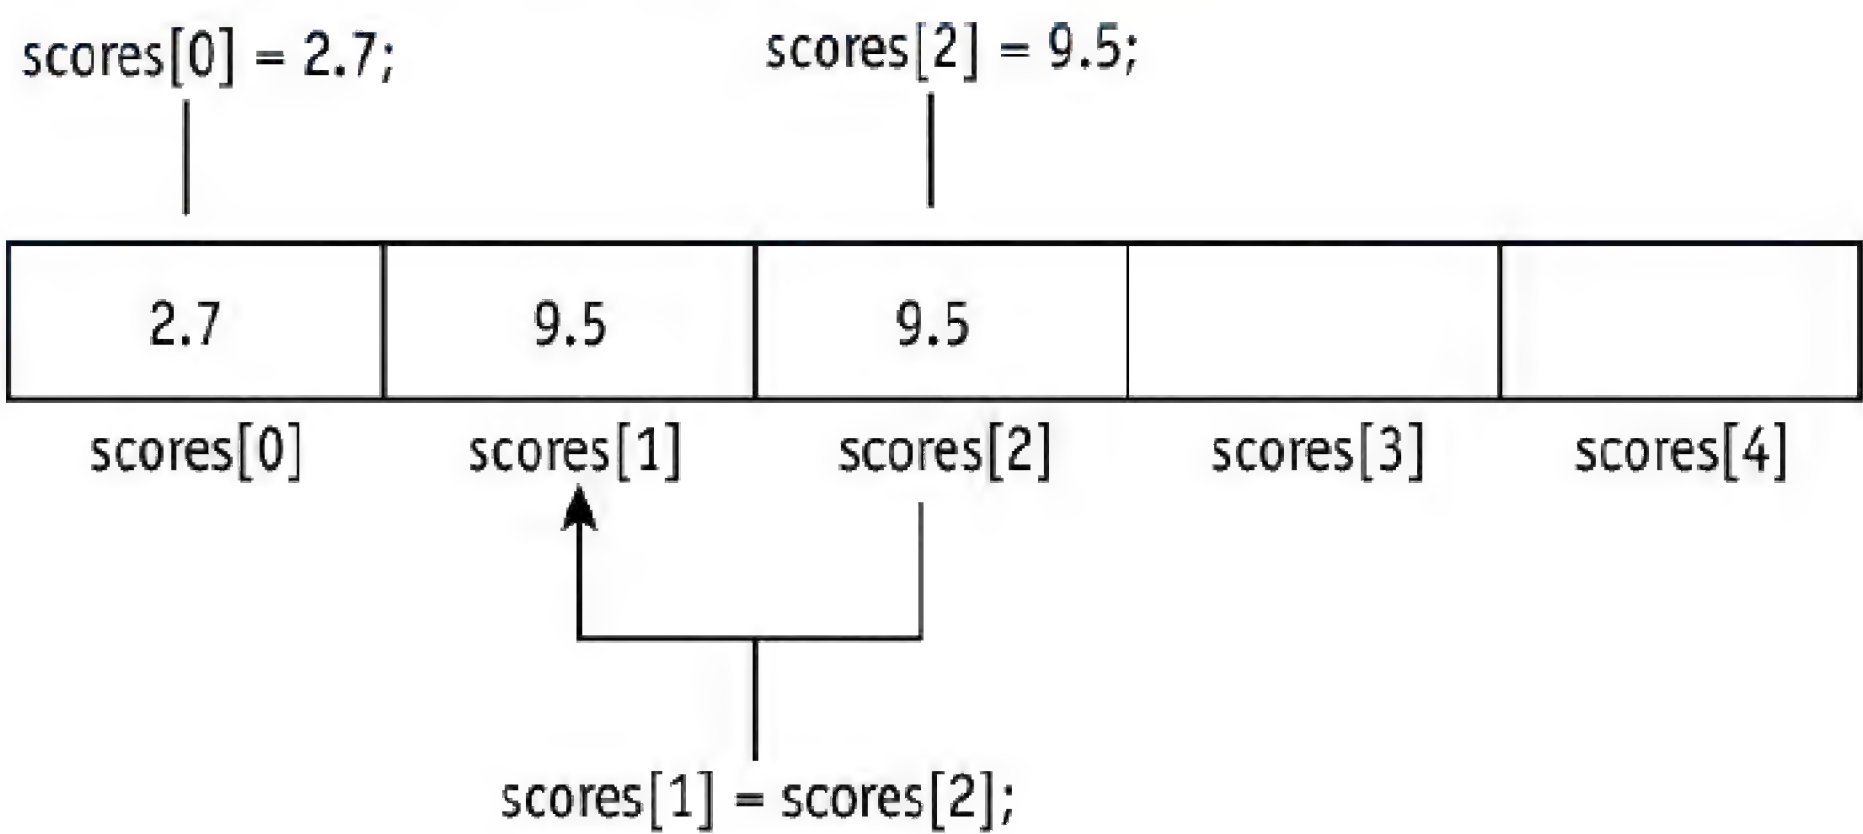 scores[0] = 2.7; scores[2] = 9.5;
2.7 9.5 9.5
scores[0] scores[1] scores[2] scores[3] scores[4]
scores[1] = scores[2];